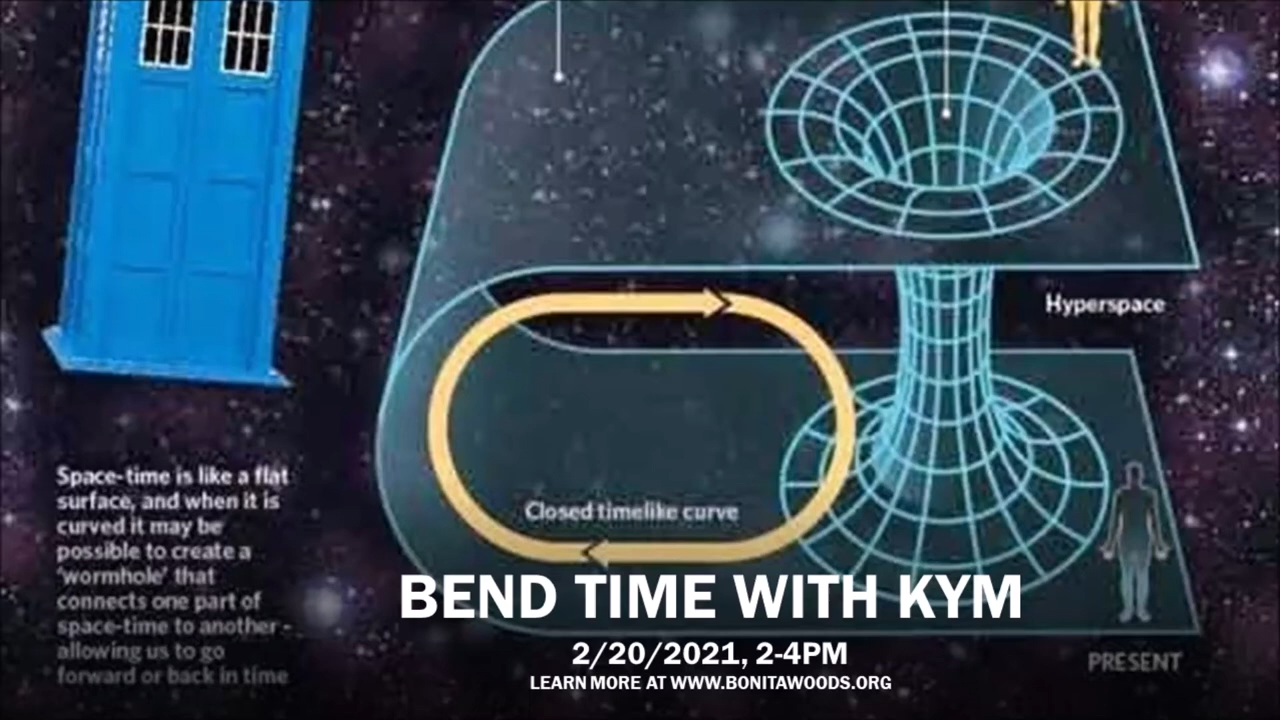 Hyperspace
Closed timelike curve
Space-time is like a flat
surface, and when it is
curved it may be
possible to create a
'wormhole' that
connects one part of
space-time to another -
allowing us to go
forward or back in time
PRESENT
BEND TIME WITH KYM
2/20/2021, 2-4PM
LEARN MORE AT WWW.BONITAWOODS.ORG